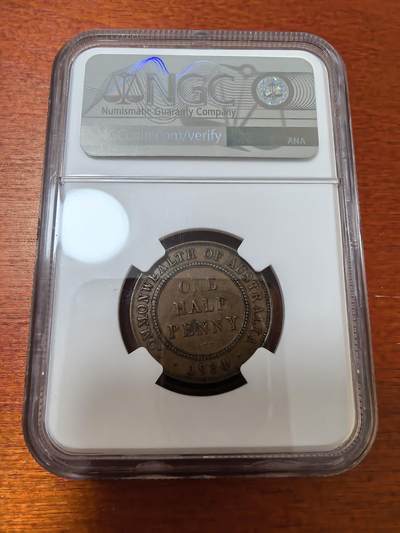 NGC
Numismatic Guaranty Company
NGCcoin.com/verify
ANA
COMMONWEALTH OF AUSTRALIA
ONE
HALF
PENNY